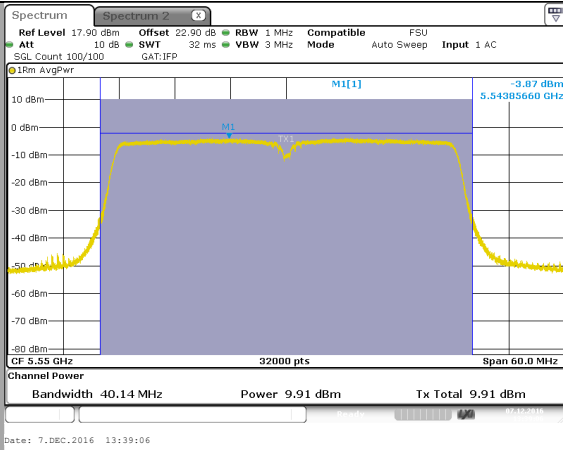 Spectrum
Spectrum 2 X
Ref Level 17.90 dBm Offset 22.90 dB RBW 1 MHz Compatible FSU
Att 10 dB SWT 32 ms VBW 3 MHz Mode Auto Sweep Input 1 AC
SGL Count 100/100 GAT:IFP
1Rm AvgPwr
M1[1] -3.87 dBm
5.54385660 GHz
10 dBm
0 dBm
M1
TX1
-10 dBm
-20 dBm
-30 dBm
-40 dBm
-50 dBm
-60 dBm
-70 dBm
-80 dBm
CF 5.55 GHz 32000 pts Span 60.0 MHz
Channel Power
Bandwidth 40.14 MHz Power 9.91 dBm Tx Total 9.91 dBm
Ready 07.12.2016
Date: 7.DEC.2016 13:39:06